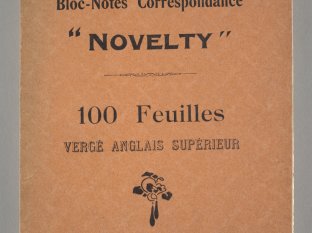 Bloc-Notes Correspondance
"NOVELTY"
100 Feuilles
VERGÉ ANGLAIS SUPÉRIEUR